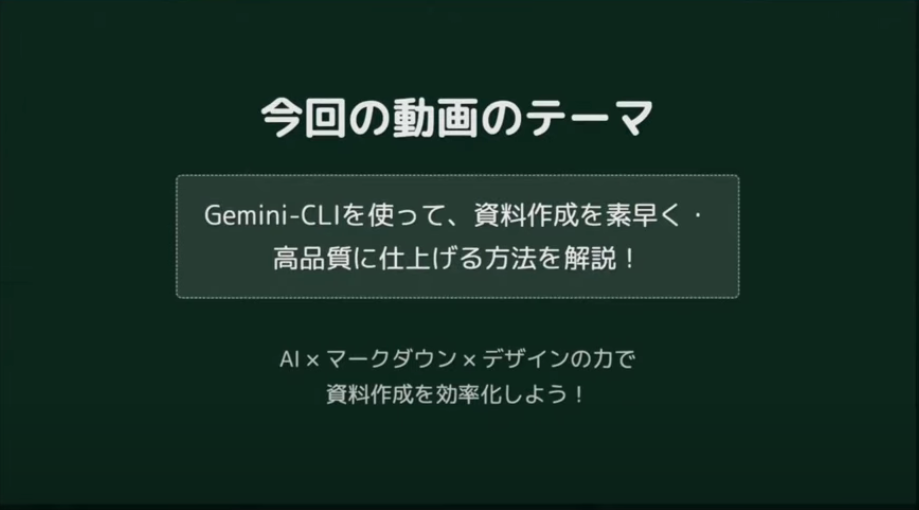 今回の動画のテーマ
Gemini-CLIを使って、資料作成を素早く・
高品質に仕上げる方法を解説！
AI×マークダウン×デザインの力で
資料作成を効率化しよう！